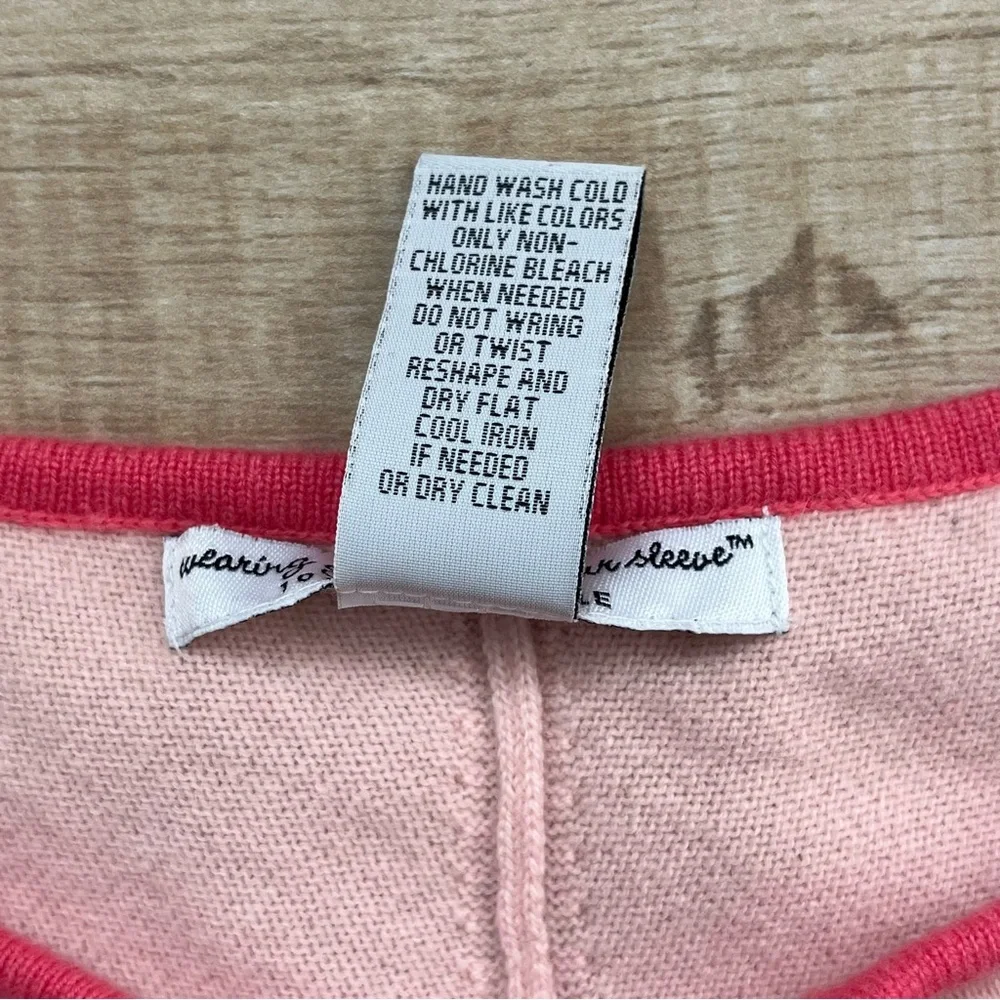 HAND WASH COLD
WITH LIKE COLORS
ONLY NON-
CHLORINE BLEACH
WHEN NEEDED
DO NOT WRING
OR TWIST
RESHAPE AND
DRY FLAT
COOL IRON
IF NEEDED
OR DRY CLEAN
wearing sleeve™